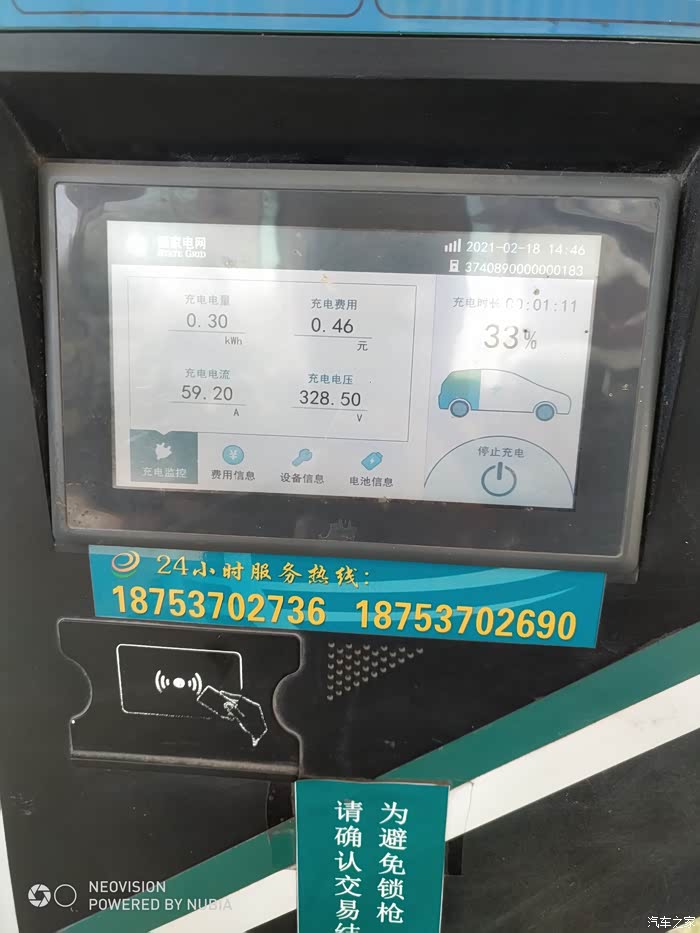 国家电网
STATE GRID
2021-02-18 14:46
3740890000000183
充电电量
0.30
kWh
充电费用
0.46
元
充电电流
59.20
A
充电电压
328.50
V
充电时长 00:01:11
33%
停止充电
充电监控
¥
费用信息
设备信息
电池信息
24小时服务热线:
18753702736 18753702690
为避免锁枪
请确认交易结
NEOVISION
POWERED BY NUBIA
汽车之家